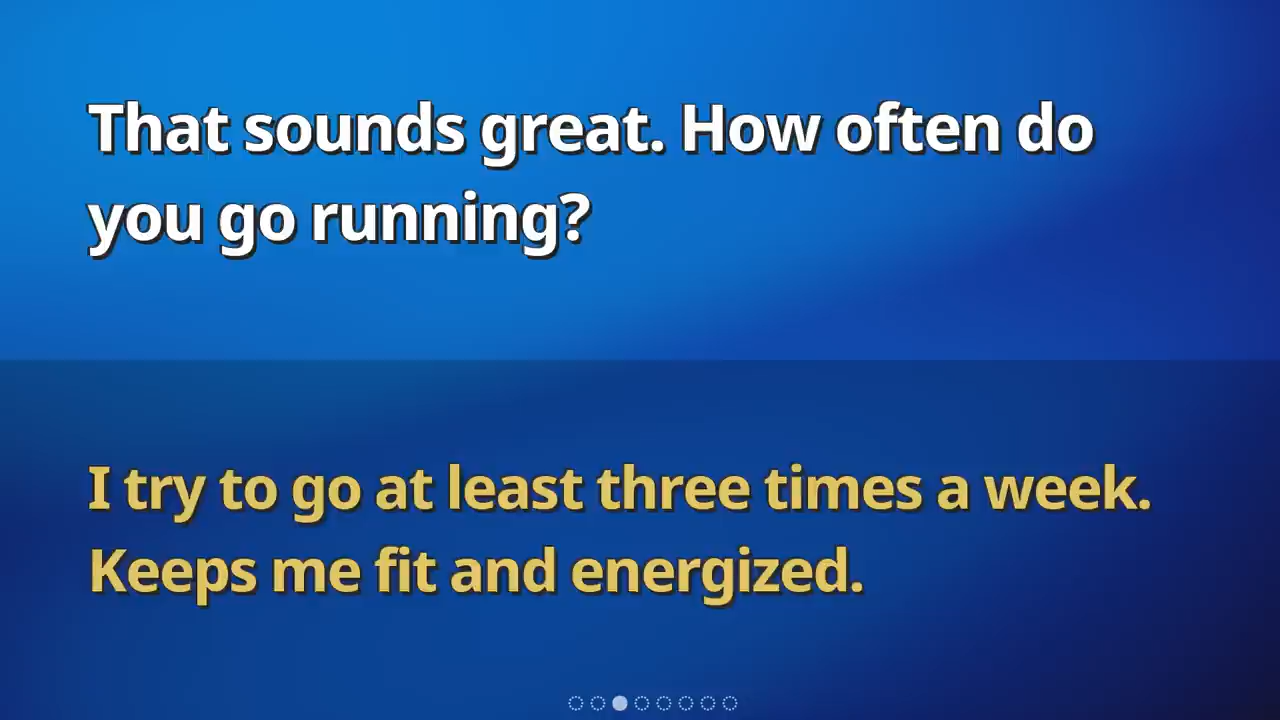 That sounds great. How often do
you go running?
I try to go at least three times a week.
Keeps me fit and energized.